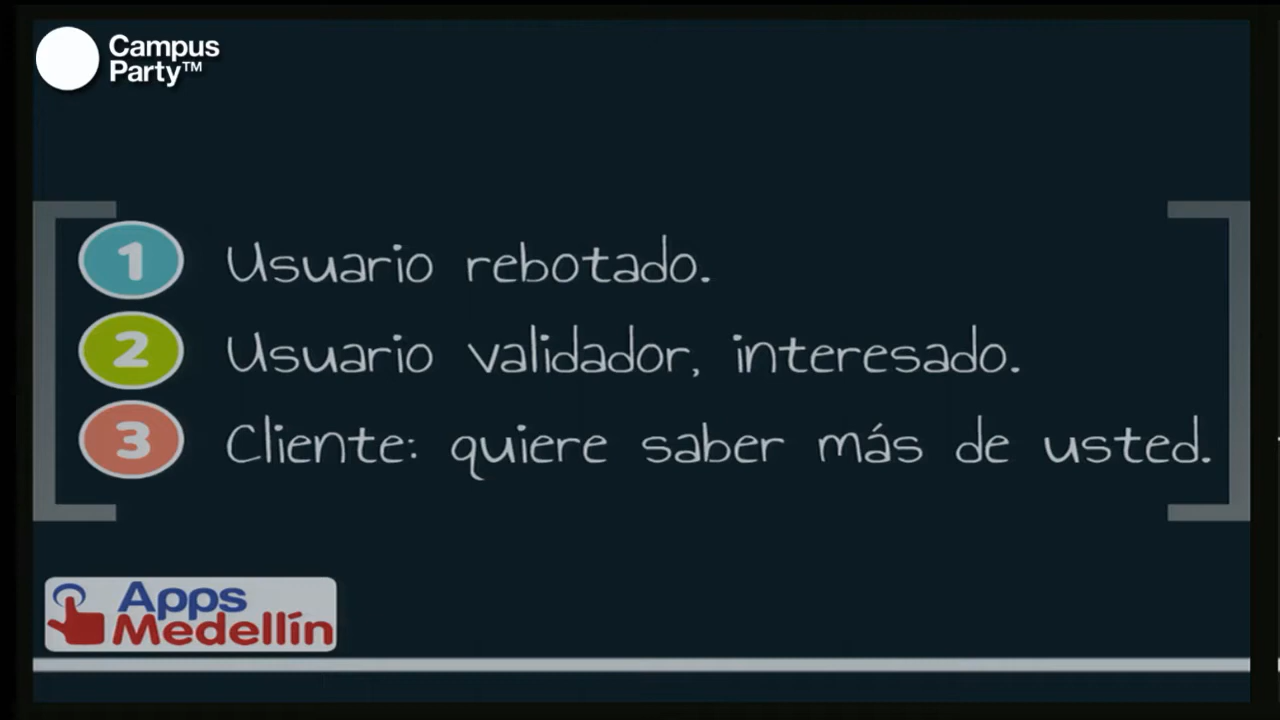 Campus
Party™
1 Usuario rebotado.
2 Usuario validador, interesado.
3 Cliente: quiere saber más de usted.
Apps
Medellín